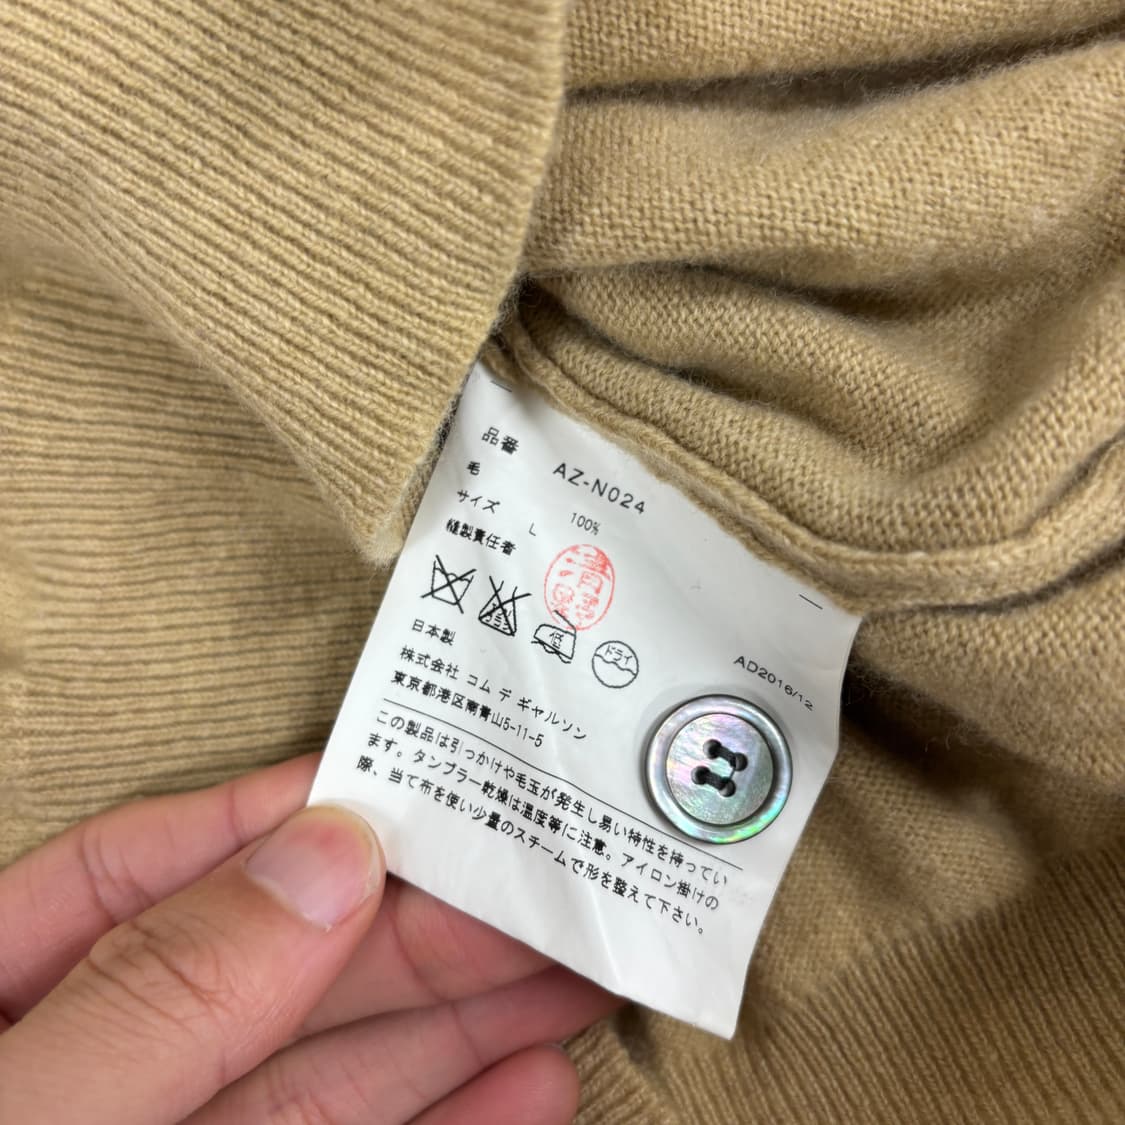 品番 AZ-N024
毛 100%
サイズ L
縫製責任者
低
ドライ
日本製
AD2016/12
株式会社 コム デ ギャルソン
東京都港区南青山5-11-5
この製品は引っかけや毛玉が発生し易い特性を持ってい
ます。タンブラー乾燥は温度等に注意。アイロン掛けの
際、当て布を使い少量のスチームで形を整えて下さい。